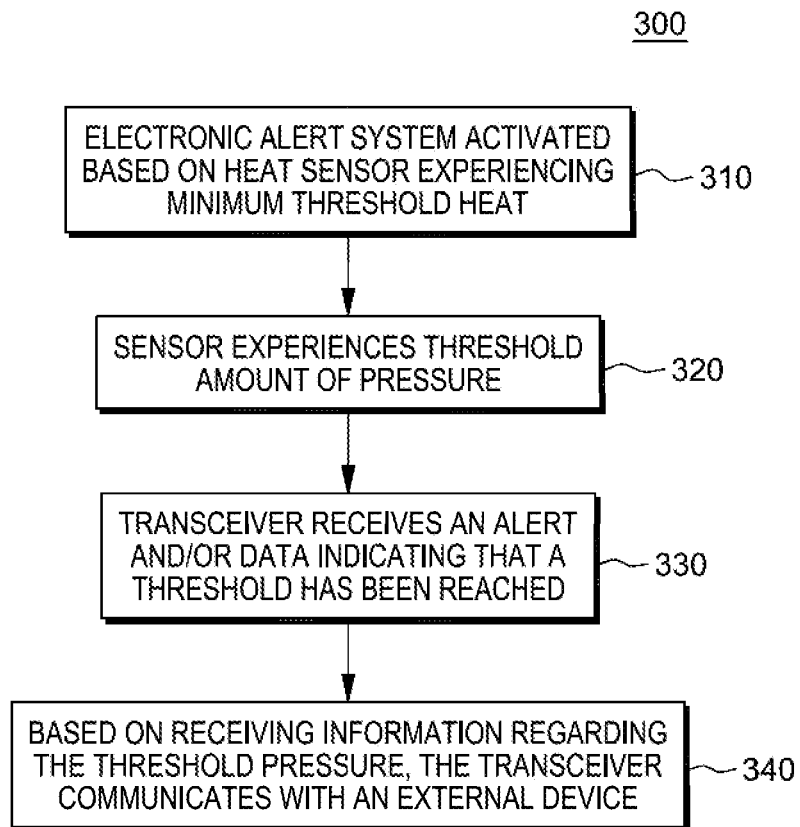 300
ELECTRONIC ALERT SYSTEM ACTIVATED
BASED ON HEAT SENSOR EXPERIENCING
MINIMUM THRESHOLD HEAT
310
SENSOR EXPERIENCES THRESHOLD
AMOUNT OF PRESSURE
320
TRANSCEIVER RECEIVES AN ALERT
AND/OR DATA INDICATING THAT A
THRESHOLD HAS BEEN REACHED
330
BASED ON RECEIVING INFORMATION REGARDING
THE THRESHOLD PRESSURE, THE TRANSCEIVER
COMMUNICATES WITH AN EXTERNAL DEVICE
340